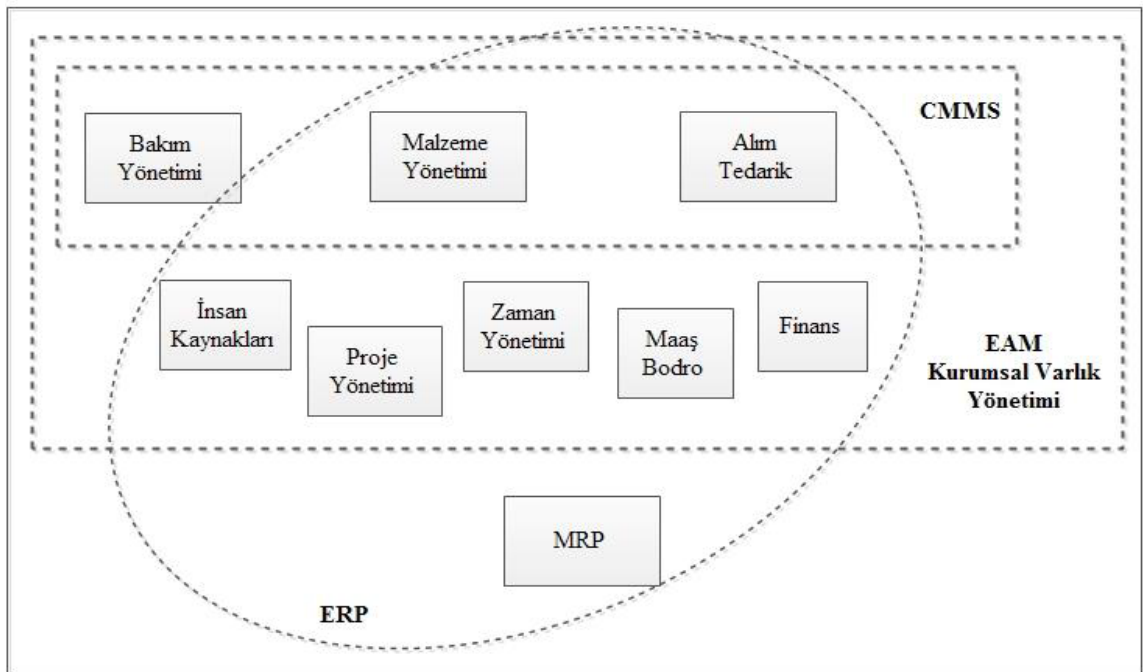 CMMS
Bakım
Yönetimi
Malzeme
Yönetimi
Alım
Tedarik
İnsan
Kaynakları
Proje
Yönetimi
Zaman
Yönetimi
Maaş
Bodro
Finans
EAM
Kurumsal Varlık
Yönetimi
MRP
ERP